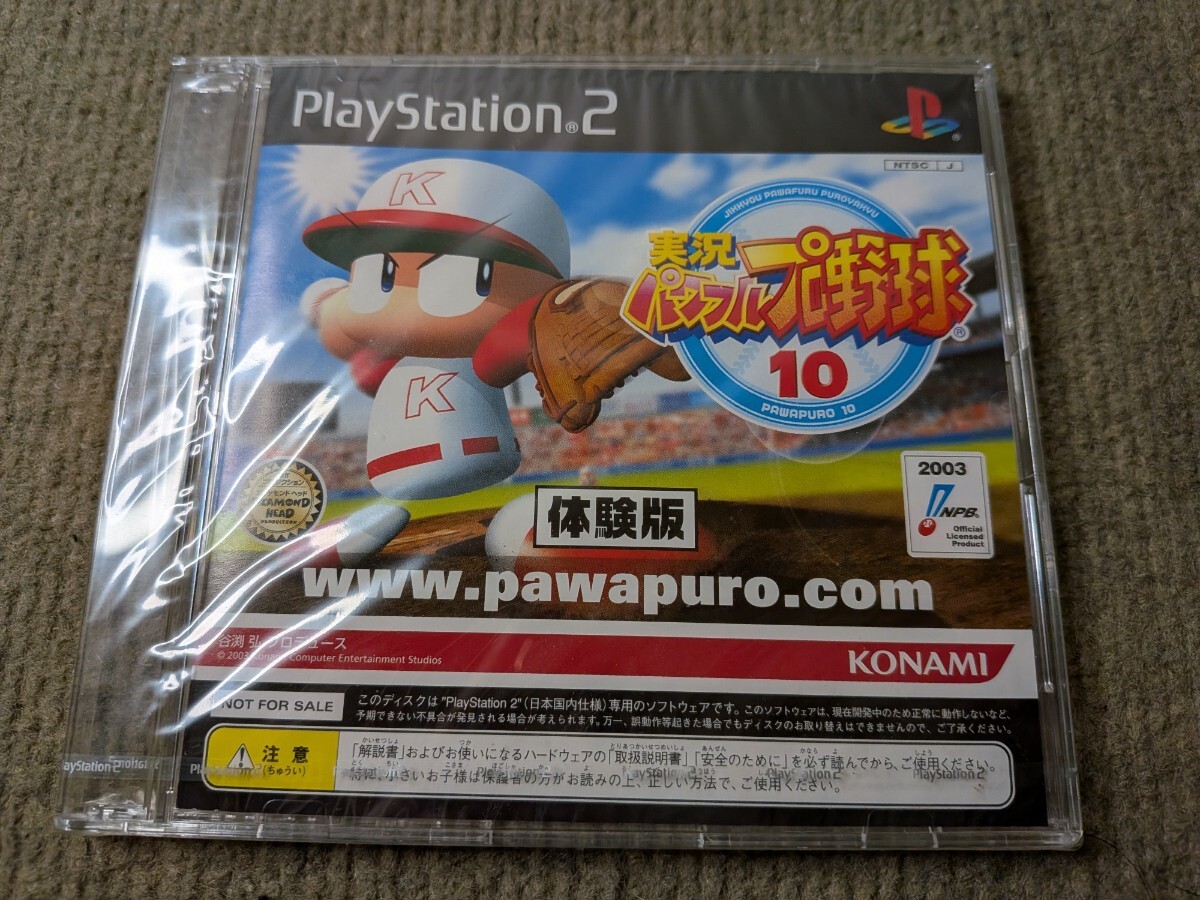 PlayStation®2
NTSC J
K
K
JIKKYOU PAWAFURU PUROYAKYU
実況
パワフルプロ野球®
10
PAWAPURO 10
2003
NPB
Official
Licensed
Product
DIAMOND
HEAD
PRODUCTION
体験版
www.pawapuro.com
谷渕 弘 プロデュース
© 2003 Konami Computer Entertainment Studios
KONAMI
NOT FOR SALE
このディスクは"PlayStation 2"(日本国内仕様)専用のソフトウェアです。このソフトウェアは、現在開発中のため正常に動作しないなど、
予期できない不具合が発見される場合が考えられます。万一、誤動作等起きた場合でもディスクのお取り替えはできませんので、ご了承ください。
注意
(ちゅうい)
「解説書」およびお使いになるハードウェアの「取扱説明書」「安全のために」を必ず読んでから、ご使用ください。
特に、小さいお子様は保護者の方がお読みの上、正しい方法で、ご使用ください。
PlayStation 2